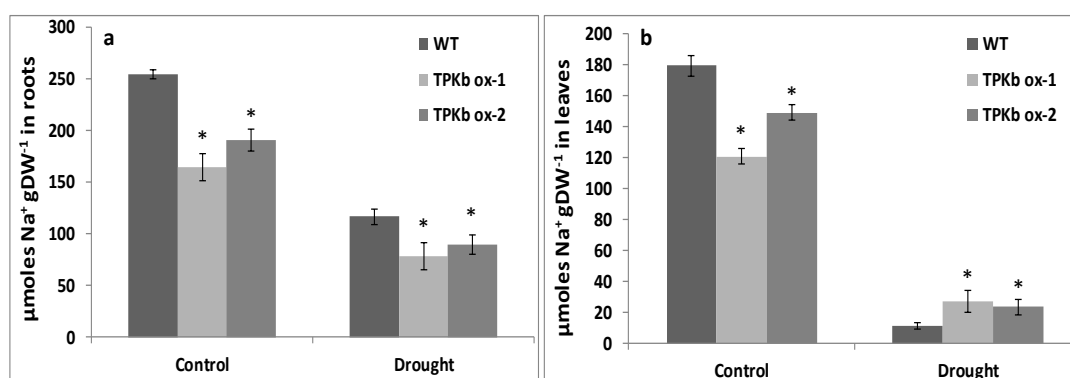 a
μmoles Na⁺ gDW⁻¹ in roots
300
250
200
150
100
50
0
WT
TPKb ox-1
TPKb ox-2
*
*
*
*
Control
Drought
b
μmoles Na⁺ gDW⁻¹ in leaves
200
180
160
140
120
100
80
60
40
20
0
WT
TPKb ox-1
TPKb ox-2
*
*
*
*
Control
Drought